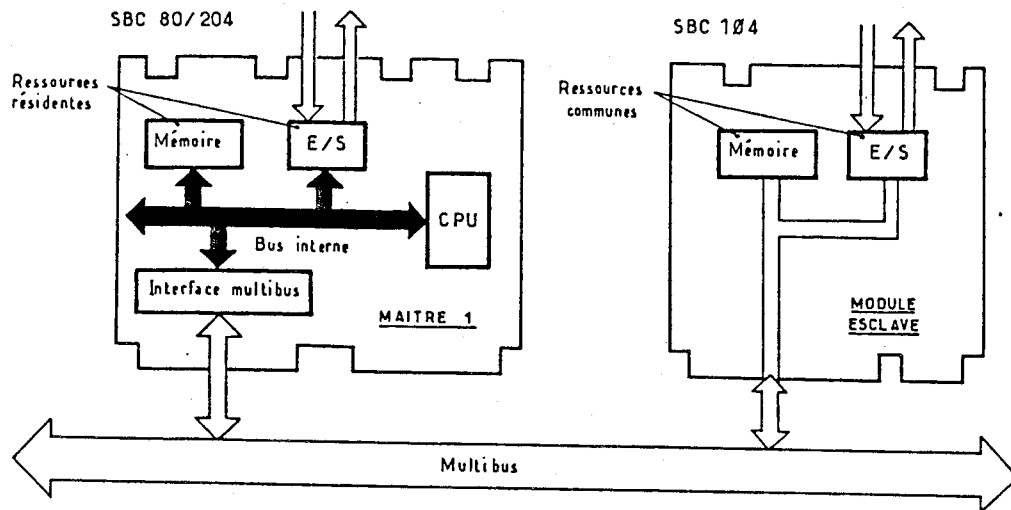 SBC 80/204
SBC 1Ø4
Ressources
résidentes
Ressources
communes
Mémoire
E/S
Mémoire
E/S
CPU
Bus interne
Interface multibus
MAITRE 1
MODULE
ESCLAVE
Multibus